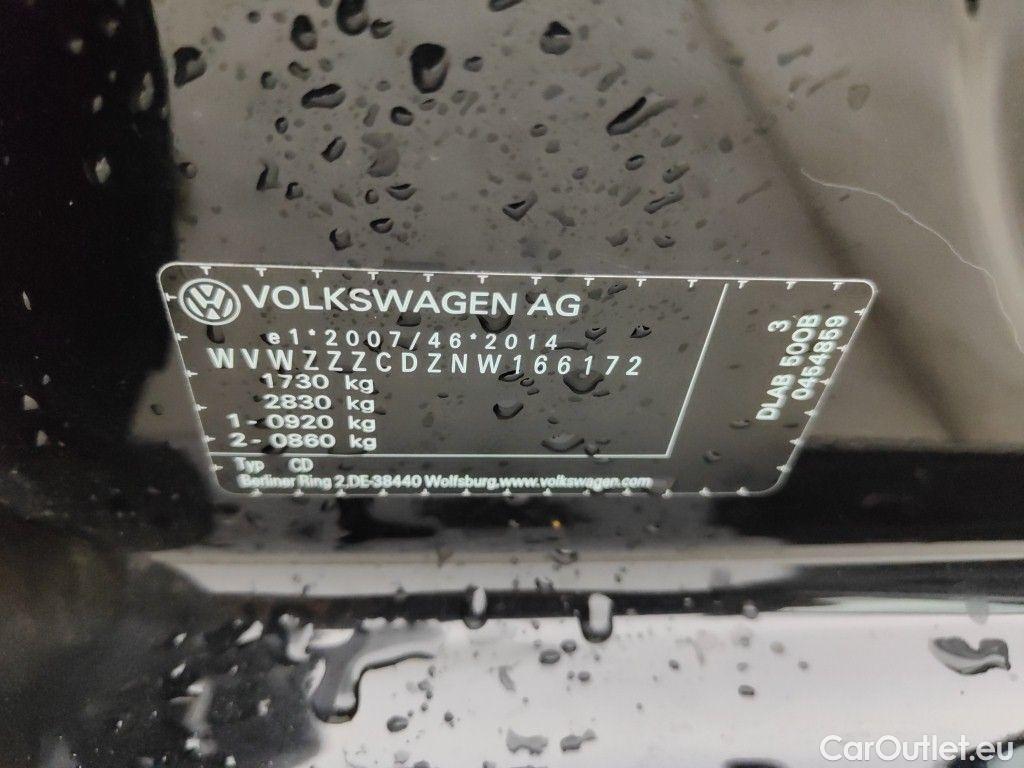 VOLKSWAGEN AG
e1*2007/46*2014
WVWZZZCDZNW166172
1730 kg
2830 kg
1-0920 kg
2-0860 kg
Typ CD
Berliner Ring 2,DE-38440 Wolfsburg,www.volkswagen.com
3
DLAB 500B
0454859
CarOutlet.eu